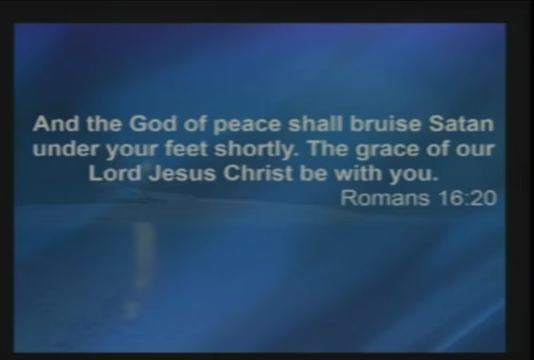 And the God of peace shall bruise Satan
under your feet shortly. The grace of our
Lord Jesus Christ be with you.
Romans 16:20